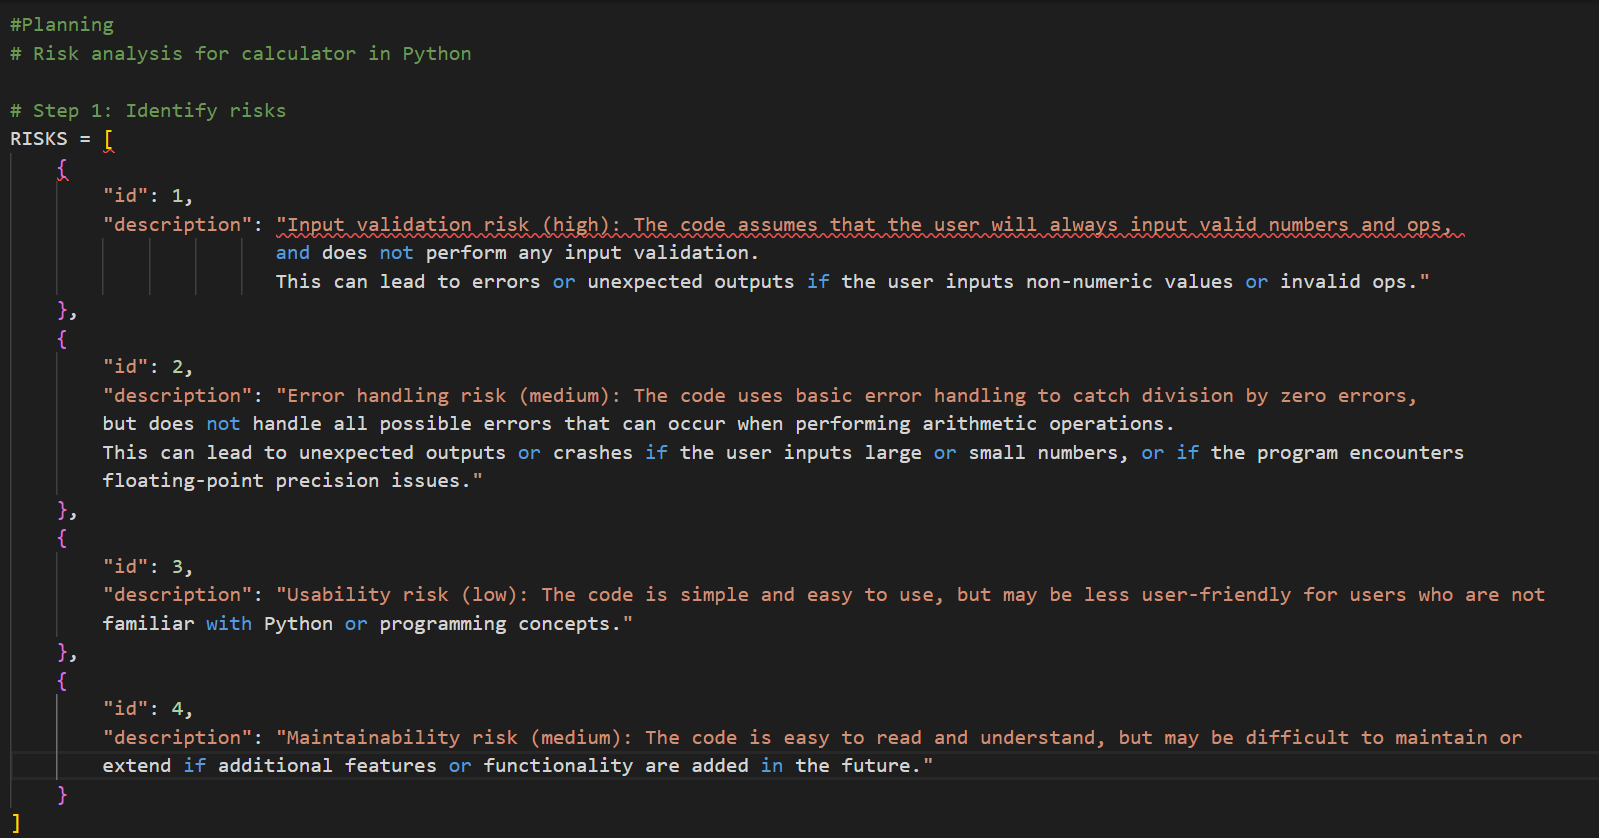 #Planning
# Risk analysis for calculator in Python
# Step 1: Identify risks
RISKS = [
{
"id": 1,
"description": "Input validation risk (high): The code assumes that the user will always input valid numbers and ops,
and does not perform any input validation.
This can lead to errors or unexpected outputs if the user inputs non-numeric values or invalid ops."
},
{
"id": 2,
"description": "Error handling risk (medium): The code uses basic error handling to catch division by zero errors,
but does not handle all possible errors that can occur when performing arithmetic operations.
This can lead to unexpected outputs or crashes if the user inputs large or small numbers, or if the program encounters
floating-point precision issues."
},
{
"id": 3,
"description": "Usability risk (low): The code is simple and easy to use, but may be less user-friendly for users who are not
familiar with Python or programming concepts."
},
{
"id": 4,
"description": "Maintainability risk (medium): The code is easy to read and understand, but may be difficult to maintain or
extend if additional features or functionality are added in the future."
}
]